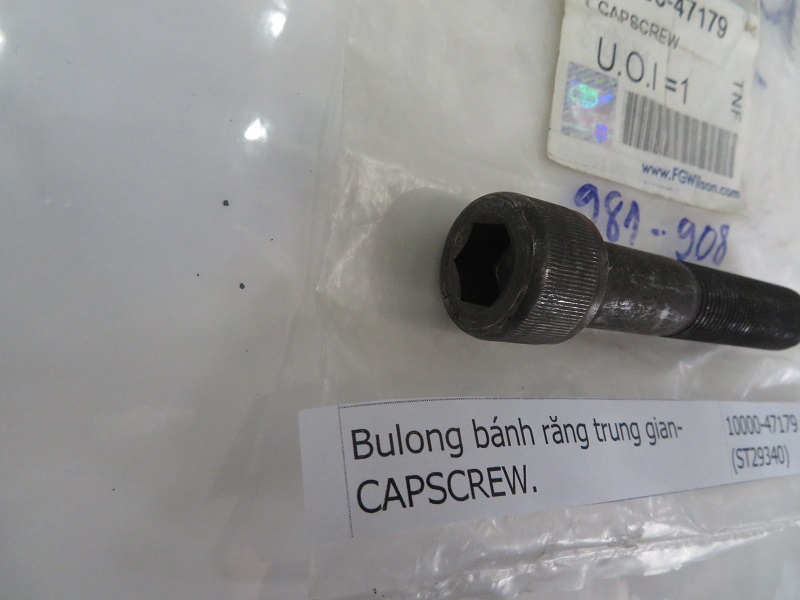 -47179
CAPSCREW
U.O.I=1
TNF
www.FGWilson.com
981-908
Bulong bánh răng trung gian-
CAPSCREW.
10000-47179
(ST29340)